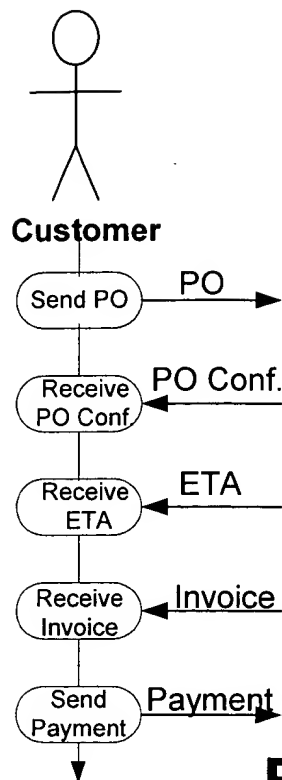 Customer
Send PO
PO
Receive
PO Conf.
PO Conf.
Receive
ETA
ETA
Receive
Invoice
Invoice
Send
Payment
Payment